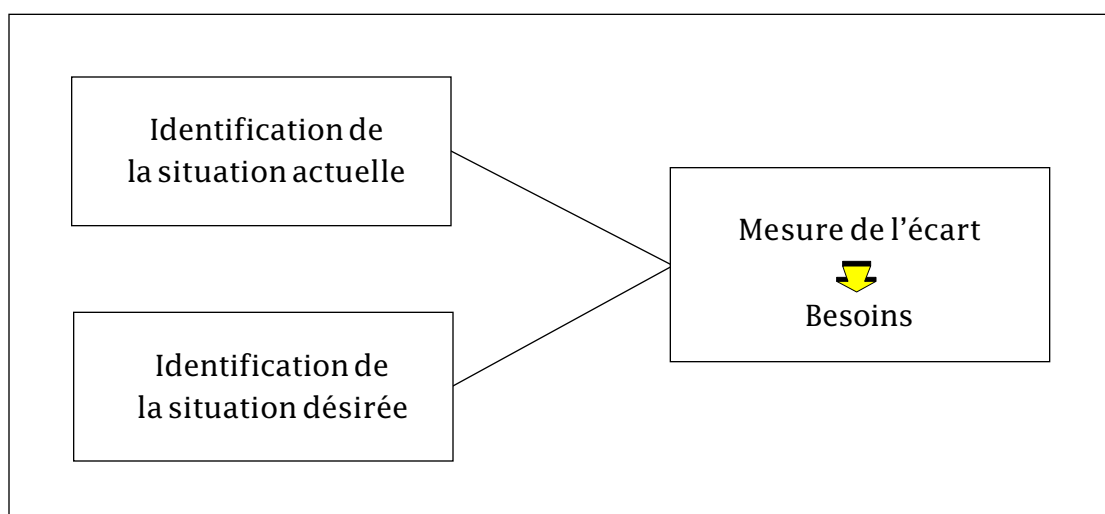 Identification de
la situation actuelle
Mesure de l’écart
Besoins
Identification de
la situation désirée